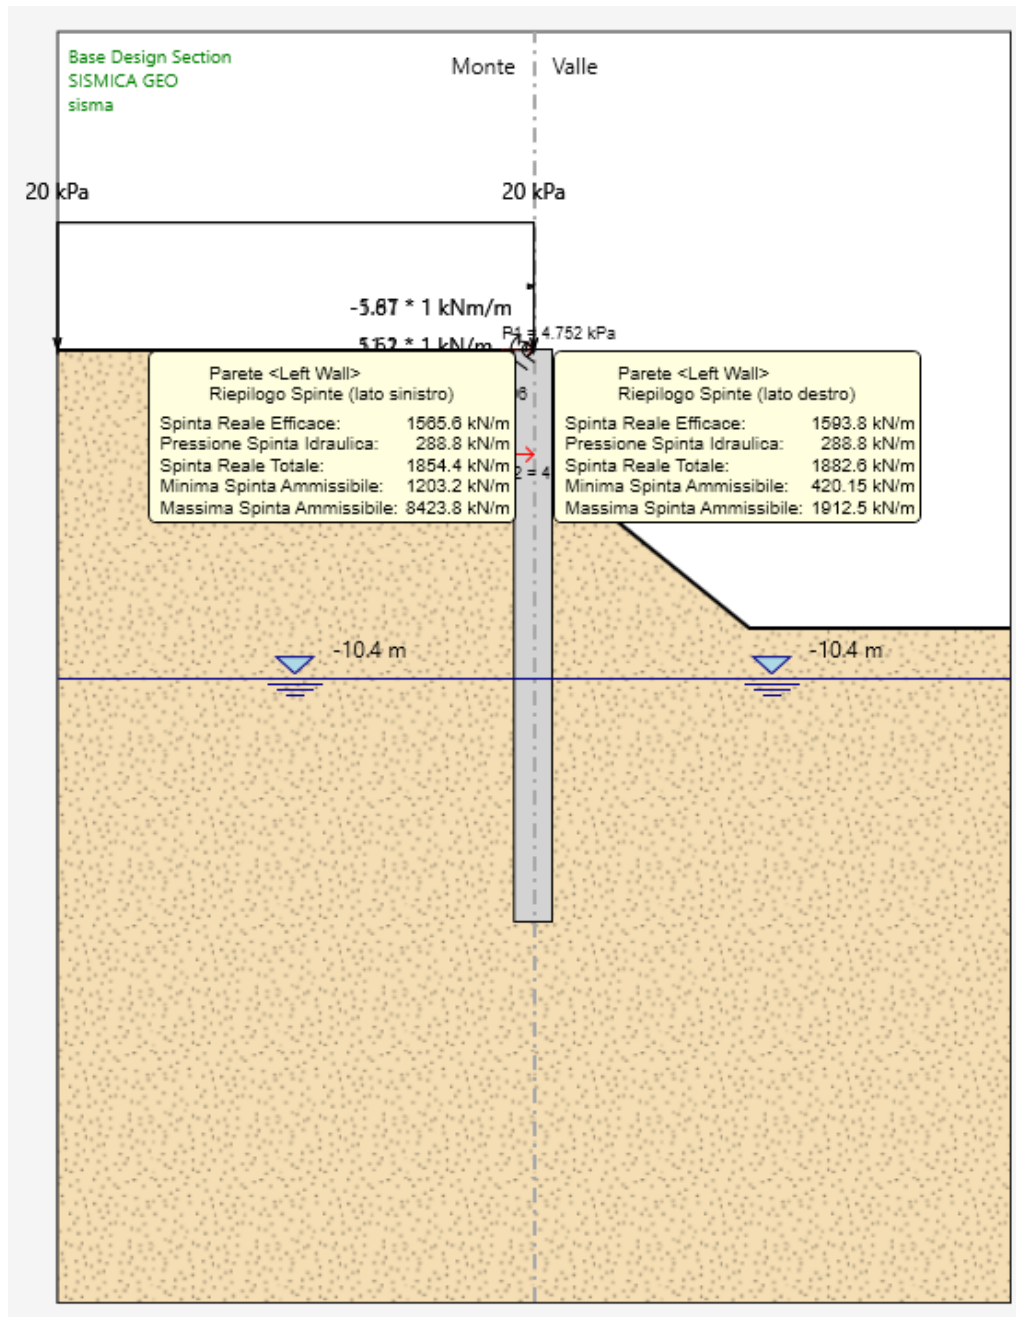 Base Design Section
SISMICA GEO
sisma
Monte
Valle
20 kPa
20 kPa
* 1 kNm/m
* 1 kN/m
= 4.752 kPa
Parete <Left Wall>
Riepilogo Spinte (lato sinistro)
Spinta Reale Efficace: 1565.6 kN/m
Pressione Spinta Idraulica: 288.8 kN/m
Spinta Reale Totale: 1854.4 kN/m
Minima Spinta Ammissibile: 1203.2 kN/m
Massima Spinta Ammissibile: 8423.8 kN/m
Parete <Left Wall>
Riepilogo Spinte (lato destro)
Spinta Reale Efficace: 1593.8 kN/m
Pressione Spinta Idraulica: 288.8 kN/m
Spinta Reale Totale: 1882.6 kN/m
Minima Spinta Ammissibile: 420.15 kN/m
Massima Spinta Ammissibile: 1912.5 kN/m
-10.4 m
-10.4 m